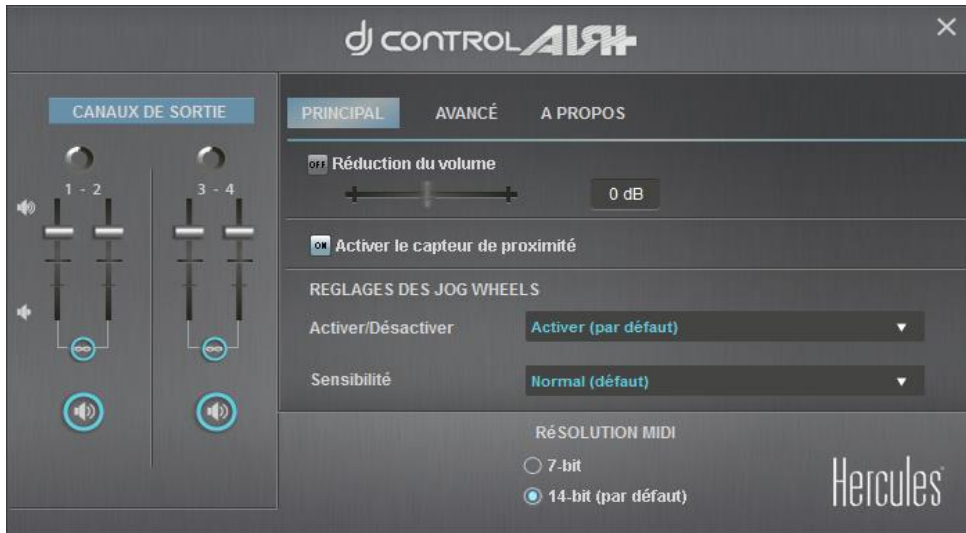 dj CONTROL AIR+
CANAUX DE SORTIE
1 - 2
3 - 4
PRINCIPAL AVANCÉ A PROPOS
OFF Réduction du volume
0 dB
ON Activer le capteur de proximité
REGLAGES DES JOG WHEELS
Activer/Désactiver Activer (par défaut)
Sensibilité Normal (défaut)
RéSOLUTION MIDI
7-bit
14-bit (par défaut)
Hercules